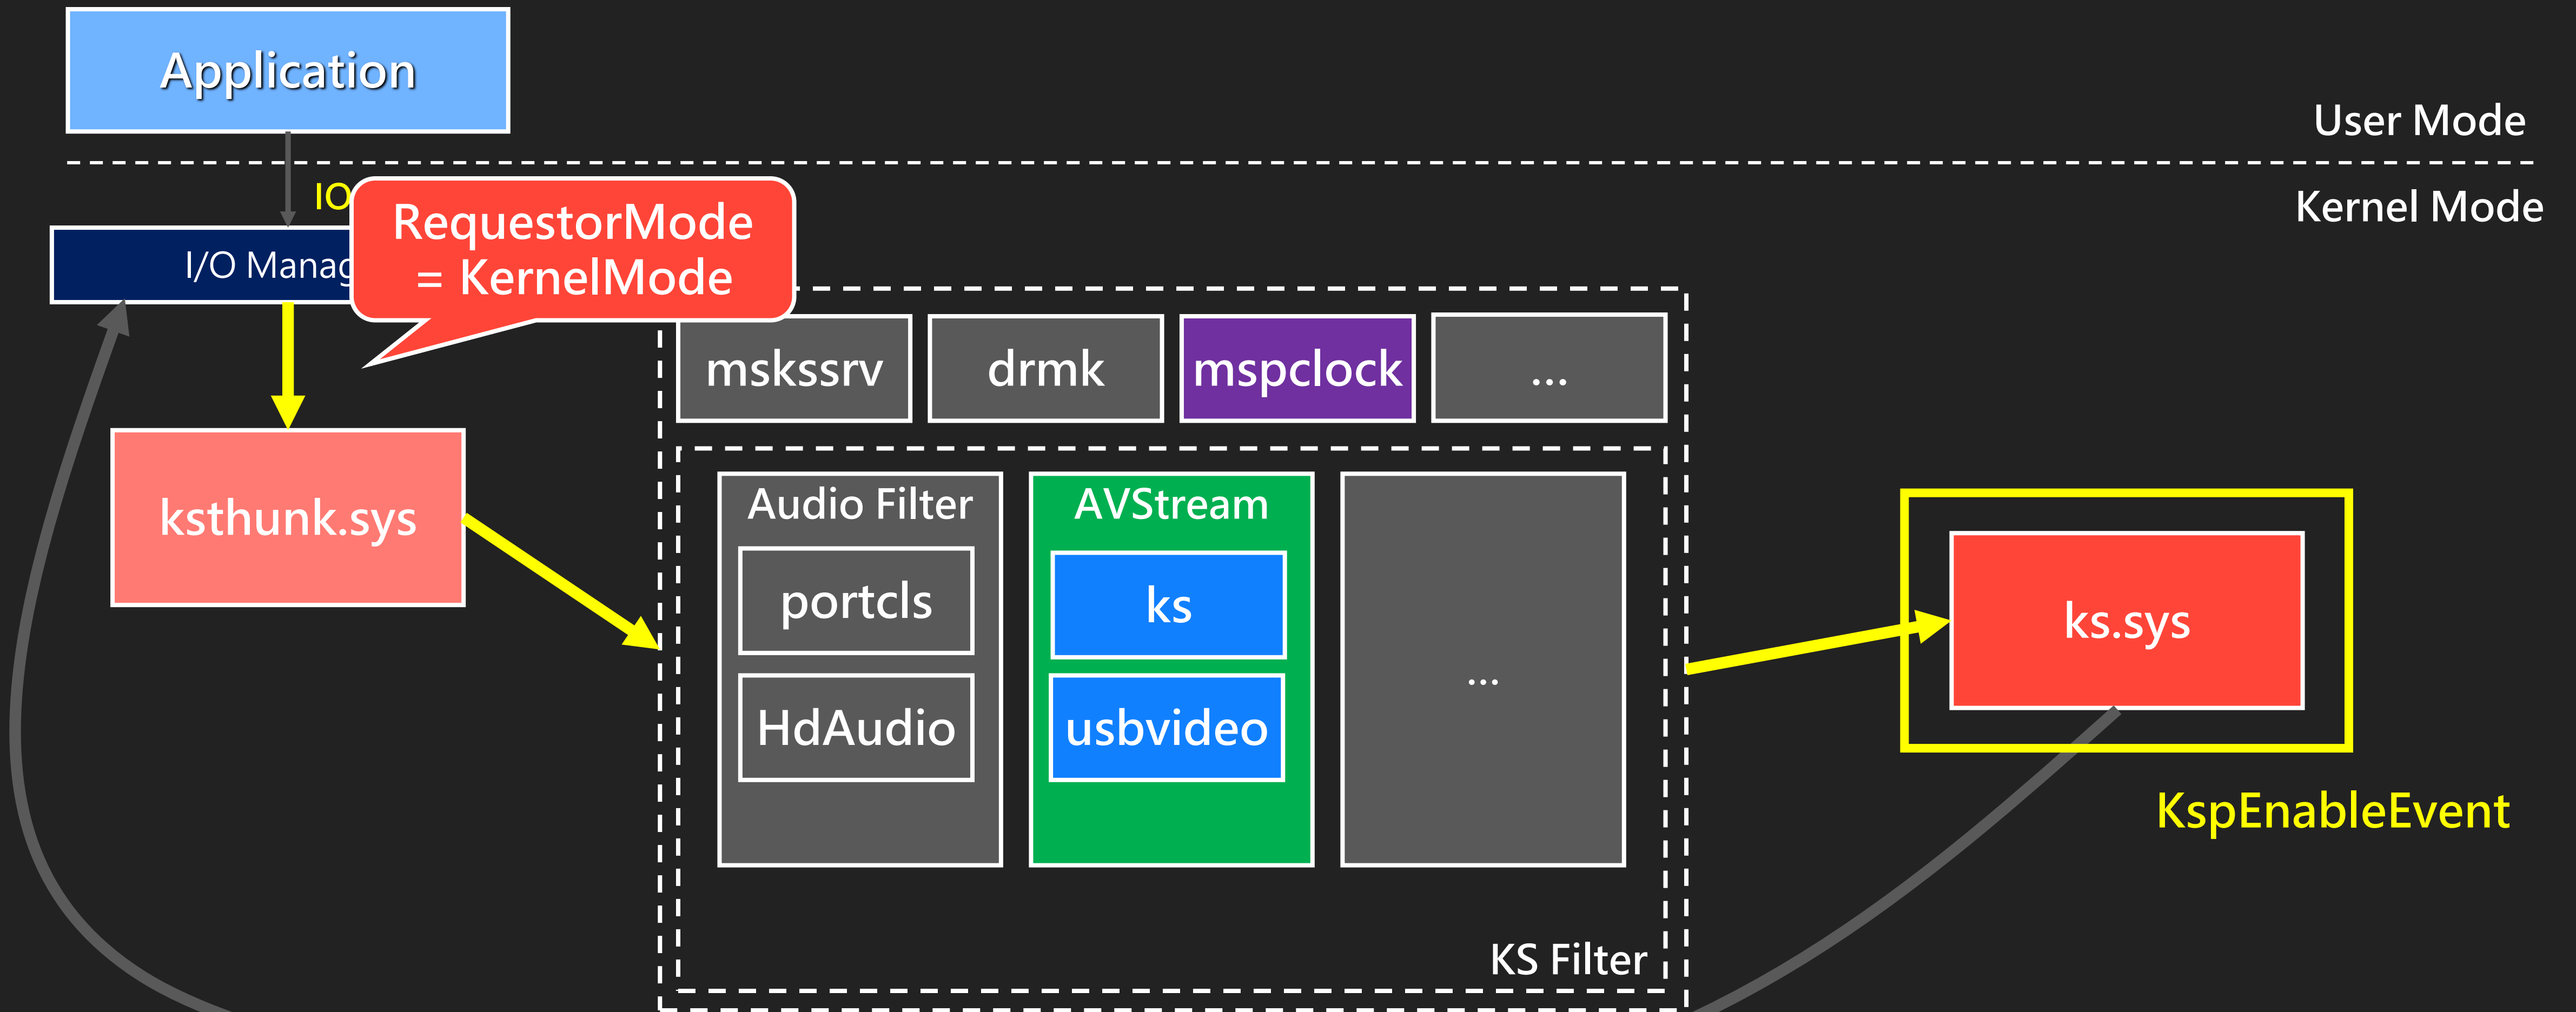 Application
User Mode
IO
Kernel Mode
RequestorMode
= KernelMode
I/O Manag
mskssrv
drmk
mspclock
...
ksthunk.sys
Audio Filter
portcls
HdAudio
AVStream
ks
usbvideo
...
ks.sys
KspEnableEvent
KS Filter